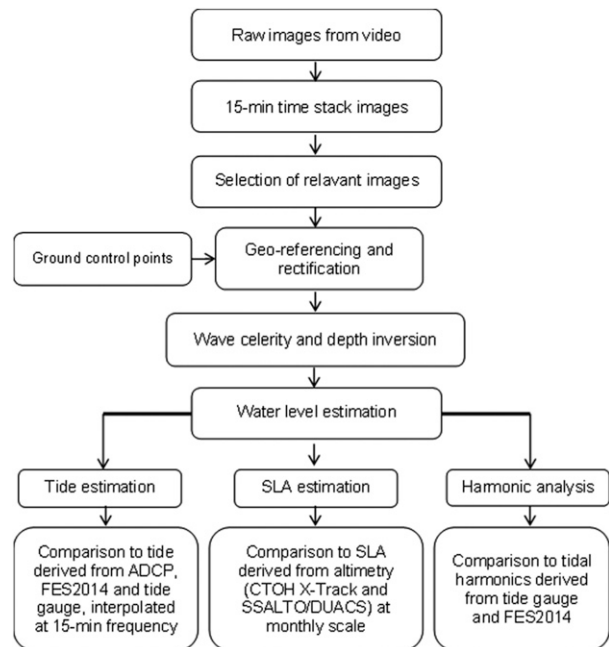 Raw images from video
15-min time stack images
Selection of relavant images
Ground control points
Geo-referencing and
rectification
Wave celerity and depth inversion
Water level estimation
Tide estimation
SLA estimation
Harmonic analysis
Comparison to tide
derived from ADCP,
FES2014 and tide
gauge, interpolated
at 15-min frequency
Comparison to SLA
derived from altimetry
(CTOH X-Track and
SSALTO/DUACS) at
monthly scale
Comparison to tidal
harmonics derived
from tide gauge
and FES2014